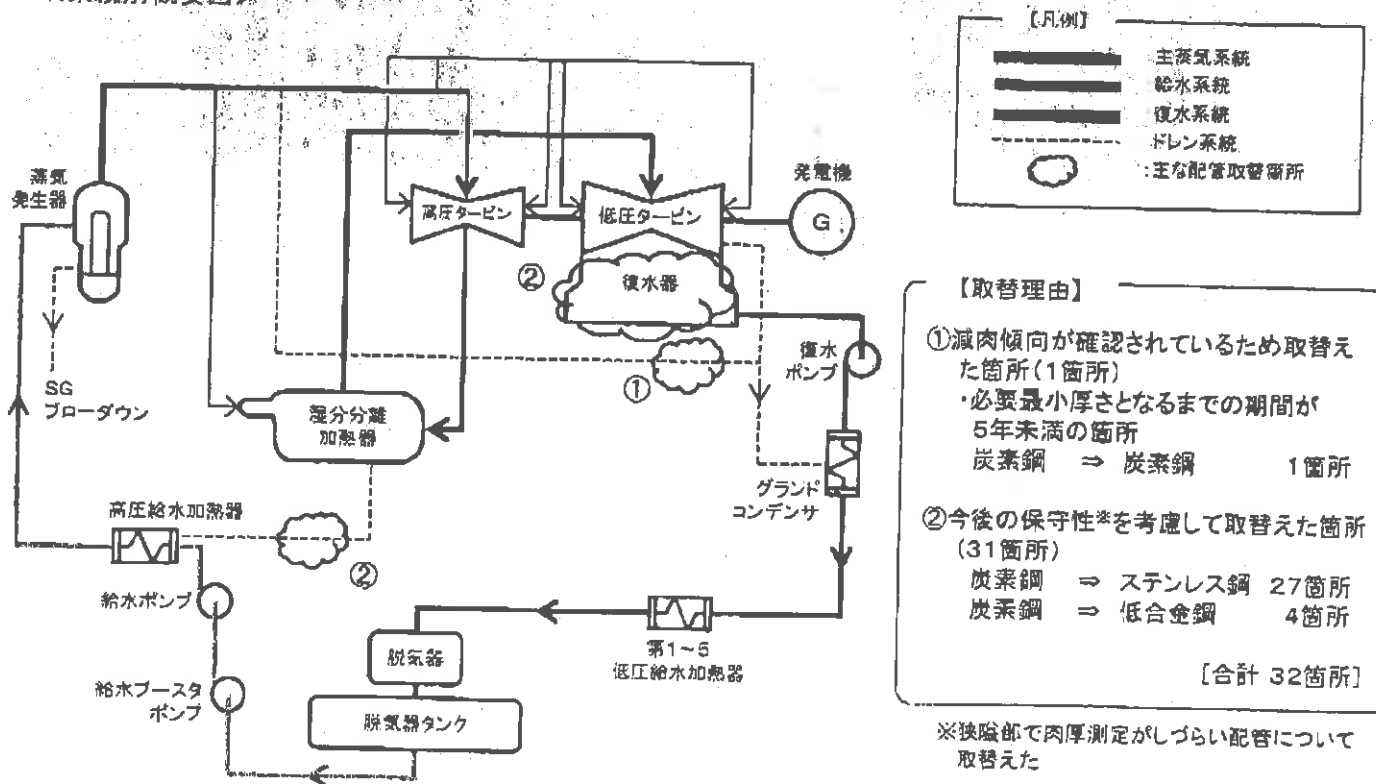 【凡例】
主蒸気系統
給水系統
復水系統
ドレン系統
:主な配管取替箇所
蒸気
発生器
高圧タービン
低圧タービン
発電機
G
②
復水器
復水
ポンプ
①
SG
ブローダウン
湿分分離
加熱器
グランド
コンデンサ
高圧給水加熱器
②
給水ポンプ
第1~5
低圧給水加熱器
脱気器
給水ブースタ
ポンプ
脱気器タンク
【取替理由】
①減肉傾向が確認されているため取替え
た箇所(1箇所)
・必要最小厚さとなるまでの期間が
5年未満の箇所
炭素鋼 ⇒ 炭素鋼 1箇所
②今後の保守性※を考慮して取替えた箇所
(31箇所)
炭素鋼 ⇒ ステンレス鋼 27箇所
炭素鋼 ⇒ 低合金鋼 4箇所
[合計 32箇所]
※狭隘部で肉厚測定がしづらい配管について
取替えた